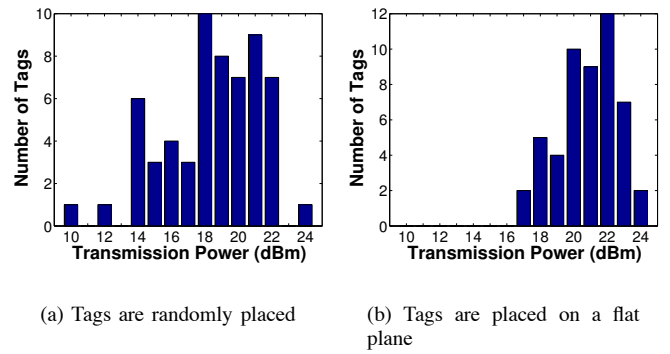 10
8
6
4
2
0
Number of Tags
10 12 14 16 18 20 22 24
Transmission Power (dBm)
12
10
8
6
4
2
0
Number of Tags
10 12 14 16 18 20 22 24
Transmission Power (dBm)
(a) Tags are randomly placed
(b) Tags are placed on a flat
plane